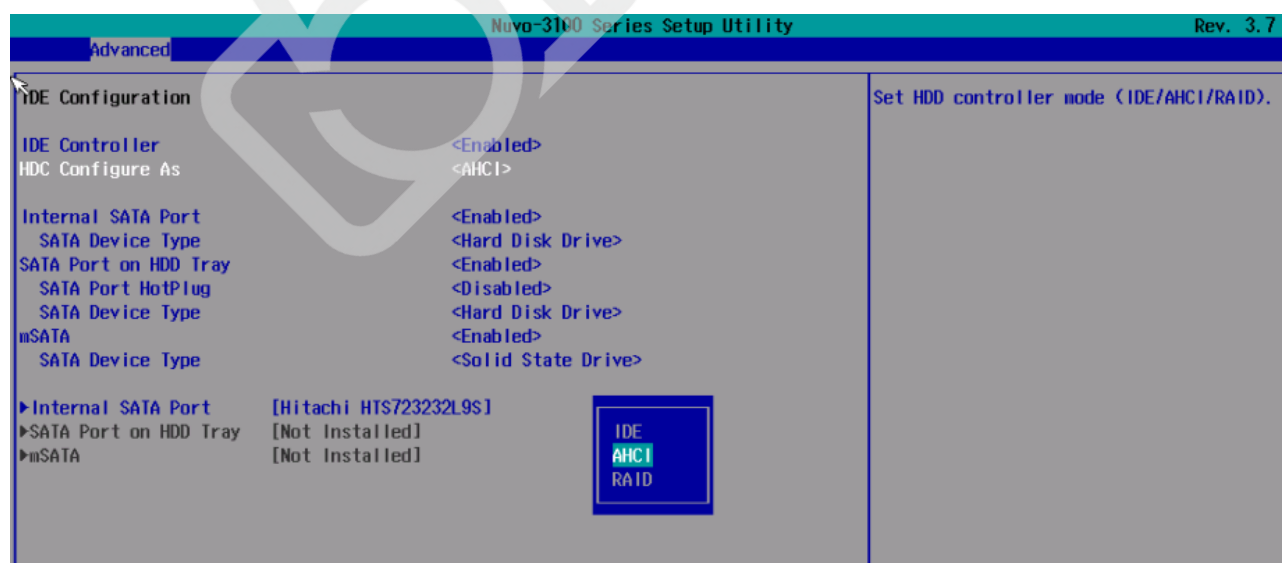 Nuvo-3100 Series Setup Utility Rev. 3.7
Advanced
IDE Configuration
Set HDD controller mode (IDE/AHCI/RAID).
IDE Controller <Enabled>
HDC Configure As <AHCI>
Internal SATA Port <Enabled>
SATA Device Type <Hard Disk Drive>
SATA Port on HDD Tray <Enabled>
SATA Port HotPlug <Disabled>
SATA Device Type <Hard Disk Drive>
mSATA <Enabled>
SATA Device Type <Solid State Drive>
►Internal SATA Port [Hitachi HTS723232L9S]
►SATA Port on HDD Tray [Not Installed]
►mSATA [Not Installed]
IDE
AHCI
RAID